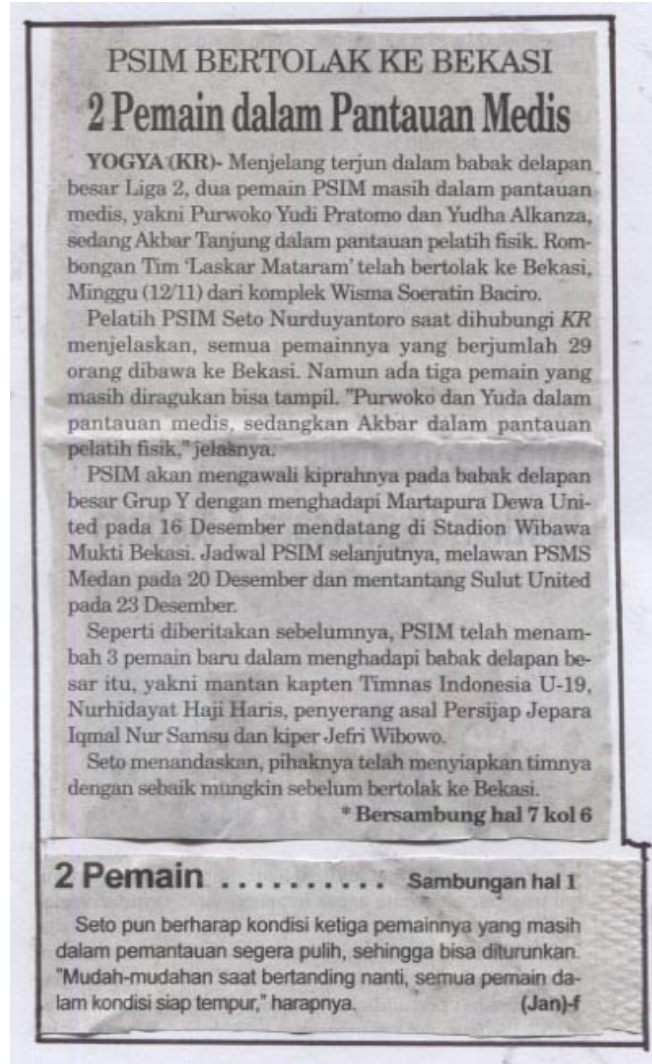 PSIM BERTOLAK KE BEKASI
2 Pemain dalam Pantauan Medis
YOGYA (KR)- Menjelang terjun dalam babak delapan
besar Liga 2, dua pemain PSIM masih dalam pantauan
medis, yakni Purwoko Yudi Pratomo dan Yudha Alkanza,
sedang Akbar Tanjung dalam pantauan pelatih fisik. Rom-
bongan Tim 'Laskar Mataram' telah bertolak ke Bekasi,
Minggu (12/11) dari komplek Wisma Soeratin Baciro.
Pelatih PSIM Seto Nurduyantoro saat dihubungi KR
menjelaskan, semua pemainnya yang berjumlah 29
orang dibawa ke Bekasi. Namun ada tiga pemain yang
masih diragukan bisa tampil. "Purwoko dan Yuda dalam
pantauan medis, sedangkan Akbar dalam pantauan
pelatih fisik," jelasnya.
PSIM akan mengawali kiprahnya pada babak delapan
besar Grup Y dengan menghadapi Martapura Dewa Uni-
ted pada 16 Desember mendatang di Stadion Wibawa
Mukti Bekasi. Jadwal PSIM selanjutnya, melawan PSMS
Medan pada 20 Desember dan mentantang Sulut United
pada 23 Desember.
Seperti diberitakan sebelumnya, PSIM telah menam-
bah 3 pemain baru dalam menghadapi babak delapan be-
sar itu, yakni mantan kapten Timnas Indonesia U-19,
Nurhidayat Haji Haris, penyerang asal Persijap Jepara
Iqmal Nur Samsu dan kiper Jefri Wibowo.
Seto menandaskan, pihaknya telah menyiapkan timnya
dengan sebaik mungkin sebelum bertolak ke Bekasi.
* Bersambung hal 7 kol 6
2 Pemain . . . . . . . . . . Sambungan hal 1
Seto pun berharap kondisi ketiga pemainnya yang masih
dalam pemantauan segera pulih, sehingga bisa diturunkan.
"Mudah-mudahan saat bertanding nanti, semua pemain da-
lam kondisi siap tempur," harapnya. (Jan)-f